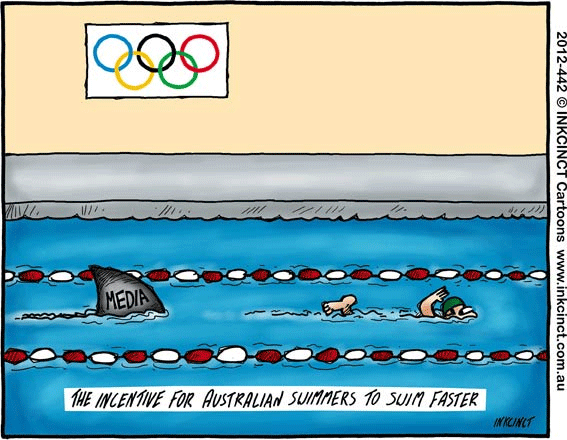 2012-442 © INKCINCT Cartoons www.inkcinct.com.au
MEDIA
THE INCENTIVE FOR AUSTRALIAN SWIMMERS TO SWIM FASTER
INKCINCT